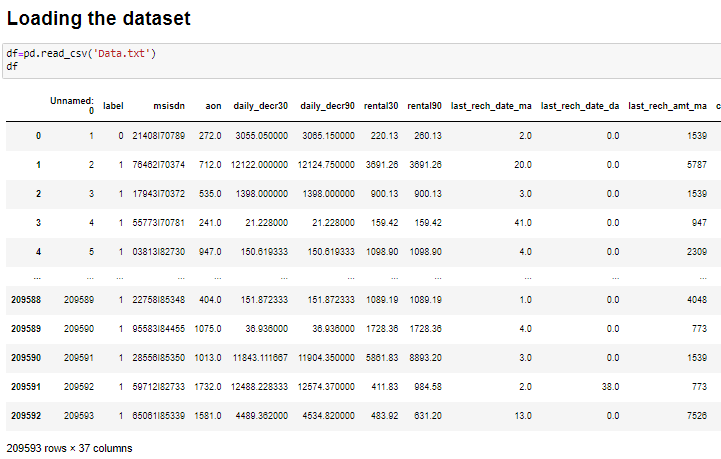 Loading the dataset
df=pd.read_csv('Data.txt')
df
Unnamed: 0 label msisdn aon daily_decr30 daily_decr90 rental30 rental90 last_rech_date_ma last_rech_date_da last_rech_amt_ma c
0 1 0 21408I70789 272.0 3055.050000 3065.150000 220.13 260.13 2.0 0.0 1539
1 2 1 76462I70374 712.0 12122.000000 12124.750000 3691.26 3691.26 20.0 0.0 5787
2 3 1 17943I70372 535.0 1398.000000 1398.000000 900.13 900.13 3.0 0.0 1539
3 4 1 55773I70781 241.0 21.228000 21.228000 159.42 159.42 41.0 0.0 947
4 5 1 03813I82730 947.0 150.619333 150.619333 1098.90 1098.90 4.0 0.0 2309
... ... ... ... ... ... ... ... ... ... ... ...
209588 209589 1 22758I85348 404.0 151.872333 151.872333 1089.19 1089.19 1.0 0.0 4048
209589 209590 1 95583I84455 1075.0 36.936000 36.936000 1728.36 1728.36 4.0 0.0 773
209590 209591 1 28556I85350 1013.0 11843.111667 11904.350000 5861.83 8893.20 3.0 0.0 1539
209591 209592 1 59712I82733 1732.0 12488.228333 12574.370000 411.83 984.58 2.0 38.0 773
209592 209593 1 65061I85339 1581.0 4489.362000 4534.820000 483.92 631.20 13.0 0.0 7526
209593 rows × 37 columns